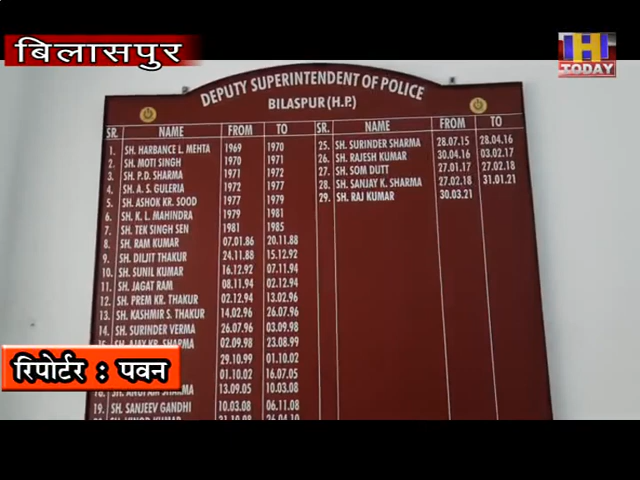 बिलासपुर
IHI
TODAY
DEPUTY SUPERINTENDENT OF POLICE
BILASPUR (H.P.)
SR. NAME FROM TO SR. NAME FROM TO
1. SH. HARBANCE L. MEHTA 1969 1970 25. SH. SURINDER SHARMA 28.07.15 28.04.16
2. SH. MOTI SINGH 1970 1971 26. SH. RAJESH KUMAR 30.04.16 03.02.17
3. SH. P.D. SHARMA 1971 1972 27. SH. SOM DUTT 27.01.17 27.02.18
4. SH. A. S. GULERIA 1972 1977 28. SH. SANJAY K. SHARMA 27.02.18 31.01.21
5. SH. ASHOK KR. SOOD 1977 1979 29. SH. RAJ KUMAR 30.03.21
6. SH. K. L. MAHINDRA 1979 1981
7. SH. TEK SINGH SEN 1981 1985
8. SH. RAM KUMAR 07.01.86 20.11.88
9. SH. DILJIT THAKUR 24.11.88 15.12.92
10. SH. SUNIL KUMAR 16.12.92 07.11.94
11. SH. JAGAT RAM 08.11.94 02.12.94
12. SH. PREM KR. THAKUR 02.12.94 13.02.96
13. SH. KASHMIR S. THAKUR 14.02.96 26.07.96
14. SH. SURINDER VERMA 26.07.96 03.09.98
15. SH. AJAY KR. SHARMA 02.09.98 23.08.99
29.10.99 01.10.02
01.10.02 16.07.05
SHARMA 13.09.05 10.03.08
19. SH. SANJEEV GANDHI 10.03.08 06.11.08
रिपोर्टर : पवन